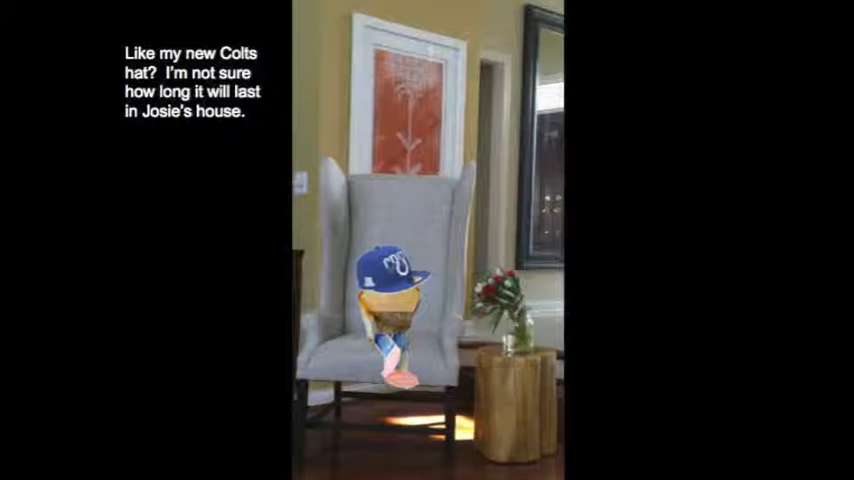 Like my new Colts
hat?  I'm not sure
how long it will last
in Josie's house.